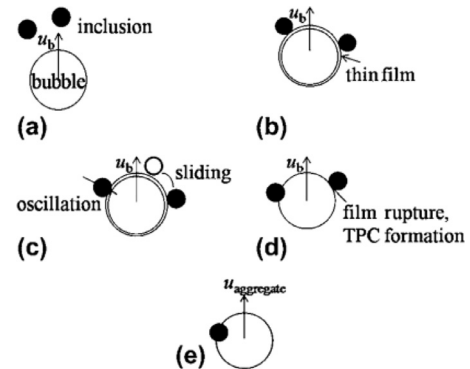 inclusion
u_b
bubble
(a)
u_b
thin film
(b)
u_b
sliding
oscillation
(c)
u_b
film rupture,
TPC formation
(d)
u_aggregate
(e)